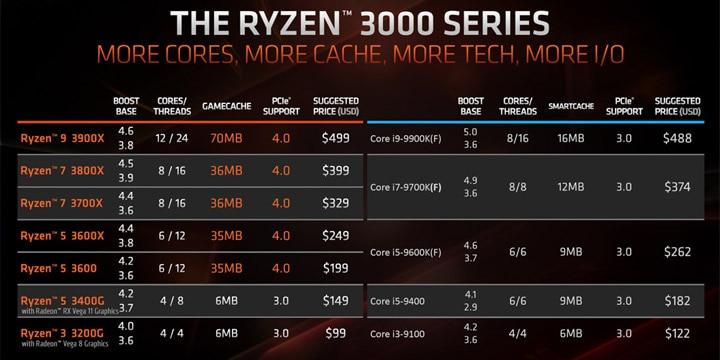 THE RYZEN™ 3000 SERIES
MORE CORES, MORE CACHE, MORE TECH, MORE I/O
BOOST BASE CORES/ THREADS GAMECACHE PCIe® SUPPORT SUGGESTED PRICE (USD)
Ryzen™ 9 3900X 4.6 3.8 12 / 24 70MB 4.0 $499
Ryzen™ 7 3800X 4.5 3.9 8 / 16 36MB 4.0 $399
Ryzen™ 7 3700X 4.4 3.6 8 / 16 36MB 4.0 $329
Ryzen™ 5 3600X 4.4 3.8 6 / 12 35MB 4.0 $249
Ryzen™ 5 3600 4.2 3.6 6 / 12 35MB 4.0 $199
Ryzen™ 5 3400G 4.2 3.7 4 / 8 6MB 3.0 $149
with Radeon™ RX Vega 11 Graphics
Ryzen™ 3 3200G 4.0 3.6 4 / 4 6MB 3.0 $99
with Radeon™ Vega 8 Graphics
BOOST BASE CORES/ THREADS SMARTCACHE PCIe® SUPPORT SUGGESTED PRICE (USD)
Core i9-9900K(F) 5.0 3.6 8/16 16MB 3.0 $488
Core i7-9700K(F) 4.9 3.6 8/8 12MB 3.0 $374
Core i5-9600K(F) 4.6 3.7 6/6 9MB 3.0 $262
Core i5-9400 4.1 2.9 6/6 9MB 3.0 $182
Core i3-9100 4.2 3.6 4/4 6MB 3.0 $122